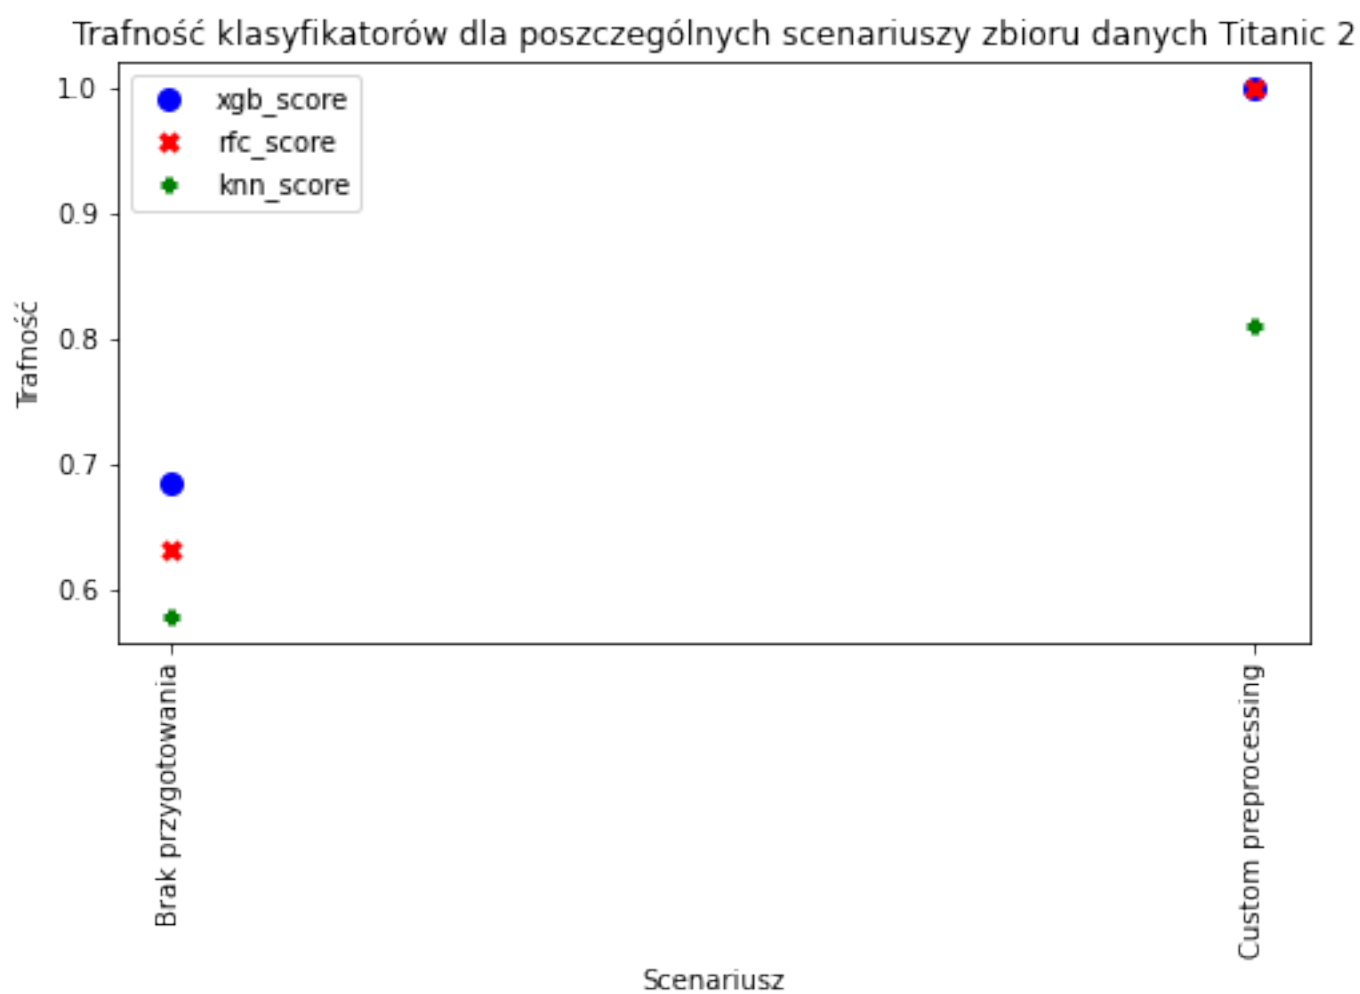 Trafność klasyfikatorów dla poszczególnych scenariuszy zbioru danych Titanic 2
1.0
0.9
0.8
0.7
0.6
Trafność
xgb_score
rfc_score
knn_score
Brak przygotowania
Custom preprocessing
Scenariusz